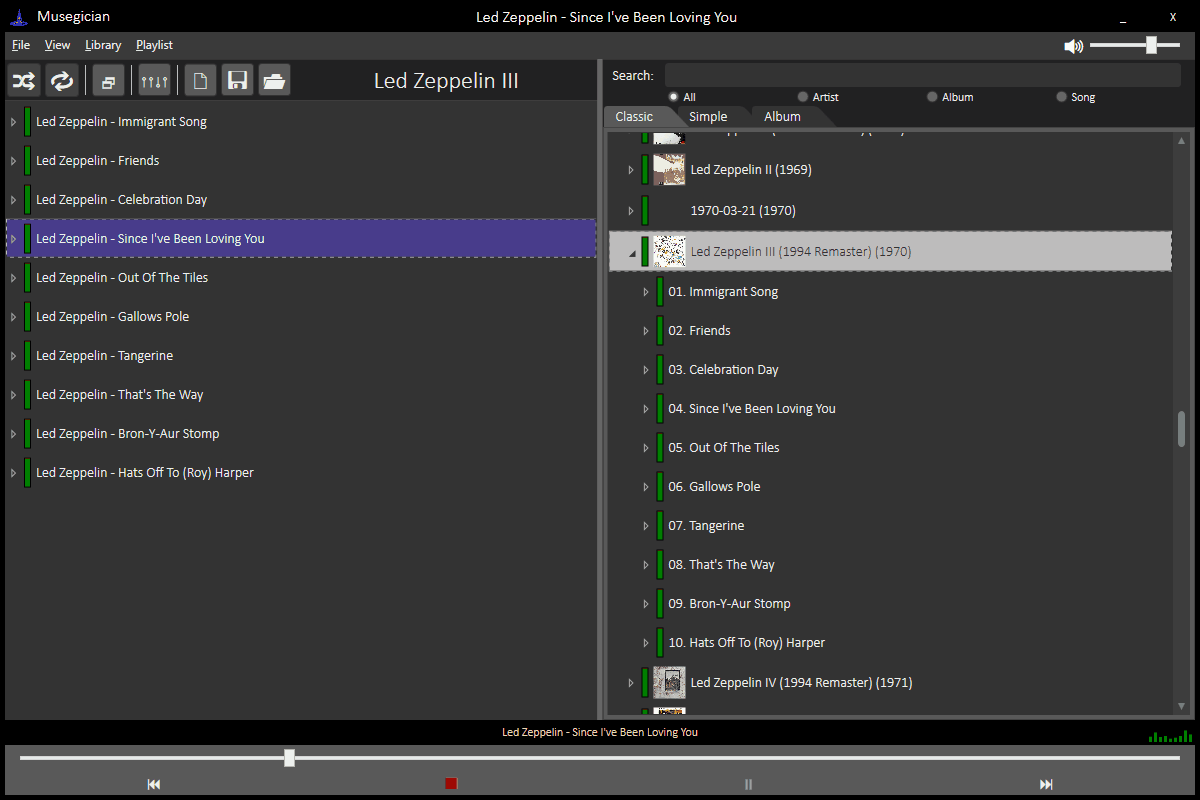 Musegician
Led Zeppelin - Since I've Been Loving You
_ X
File View Library Playlist
Led Zeppelin III
Led Zeppelin - Immigrant Song
Led Zeppelin - Friends
Led Zeppelin - Celebration Day
Led Zeppelin - Since I've Been Loving You
Led Zeppelin - Out Of The Tiles
Led Zeppelin - Gallows Pole
Led Zeppelin - Tangerine
Led Zeppelin - That's The Way
Led Zeppelin - Bron-Y-Aur Stomp
Led Zeppelin - Hats Off To (Roy) Harper
Search:
All Artist Album Song
Classic Simple Album
Led Zeppelin II (1969)
1970-03-21 (1970)
Led Zeppelin III (1994 Remaster) (1970)
01. Immigrant Song
02. Friends
03. Celebration Day
04. Since I've Been Loving You
05. Out Of The Tiles
06. Gallows Pole
07. Tangerine
08. That's The Way
09. Bron-Y-Aur Stomp
10. Hats Off To (Roy) Harper
Led Zeppelin IV (1994 Remaster) (1971)
Led Zeppelin - Since I've Been Loving You